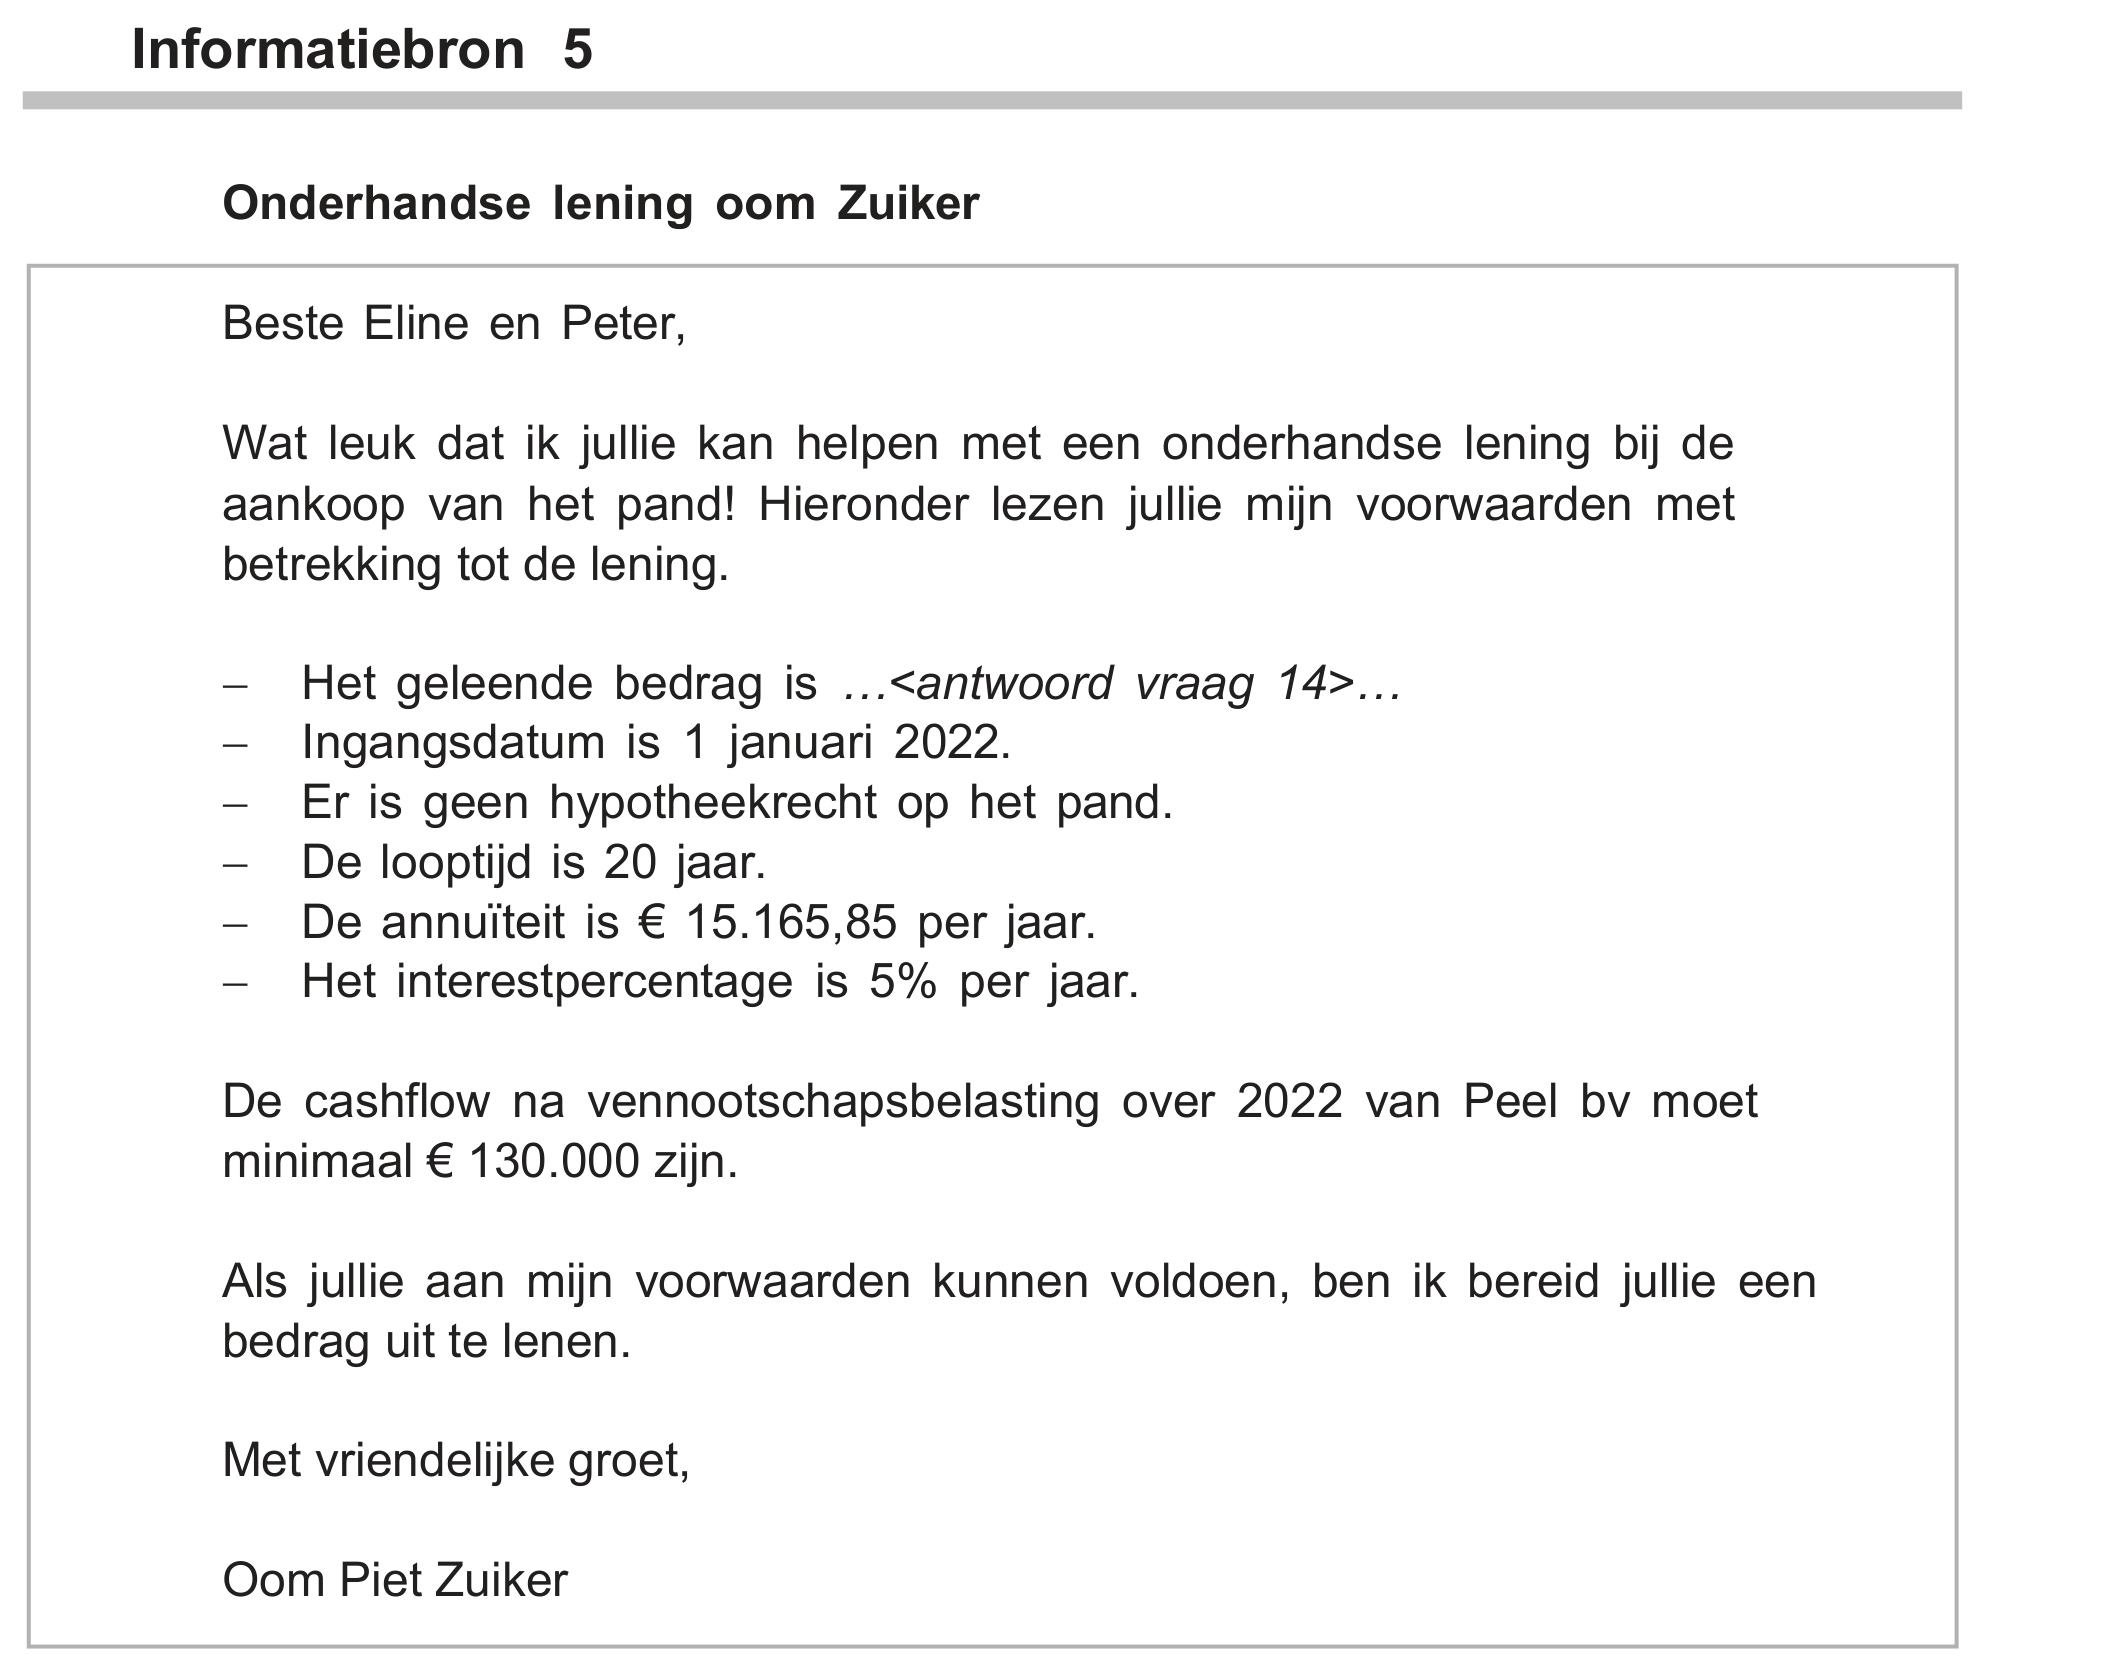 Informatiebron 5
Onderhandse lening oom Zuiker
Beste Eline en Peter,
Wat leuk dat ik jullie kan helpen met een onderhandse lening bij de
aankoop van het pand! Hieronder lezen jullie mijn voorwaarden met
betrekking tot de lening.
– Het geleende bedrag is …<antwoord vraag 14>…
– Ingangsdatum is 1 januari 2022.
– Er is geen hypotheekrecht op het pand.
– De looptijd is 20 jaar.
– De annuïteit is € 15.165,85 per jaar.
– Het interestpercentage is 5% per jaar.
De cashflow na vennootschapsbelasting over 2022 van Peel bv moet
minimaal € 130.000 zijn.
Als jullie aan mijn voorwaarden kunnen voldoen, ben ik bereid jullie een
bedrag uit te lenen.
Met vriendelijke groet,
Oom Piet Zuiker